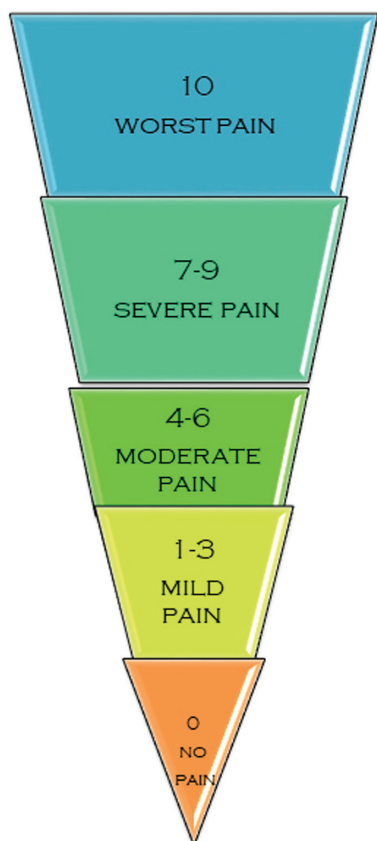 10
WORST PAIN
7-9
SEVERE PAIN
4-6
MODERATE
PAIN
1-3
MILD
PAIN
0
NO
PAIN